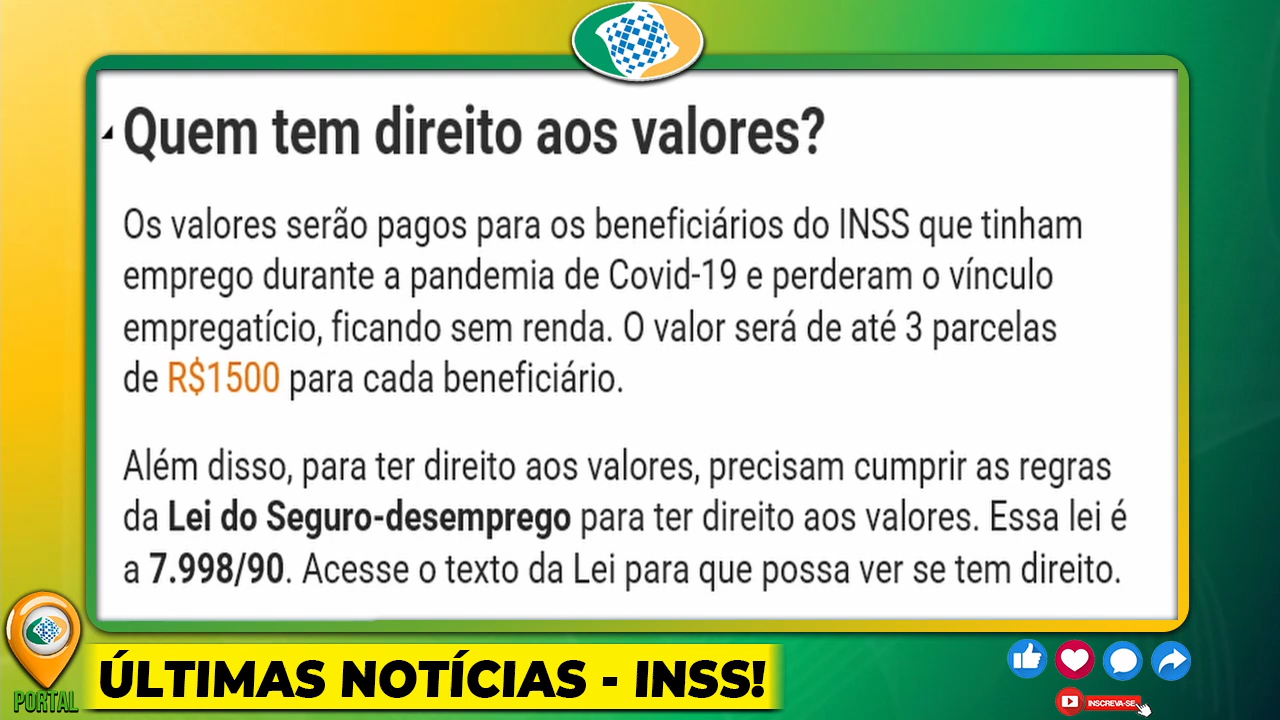 Quem tem direito aos valores?
Os valores serão pagos para os beneficiários do INSS que tinham
emprego durante a pandemia de Covid-19 e perderam o vínculo
empregatício, ficando sem renda. O valor será de até 3 parcelas
de R$1500 para cada beneficiário.
Além disso, para ter direito aos valores, precisam cumprir as regras
da Lei do Seguro-desemprego para ter direito aos valores. Essa lei é
a 7.998/90. Acesse o texto da Lei para que possa ver se tem direito.
PORTAL
ÚLTIMAS NOTÍCIAS - INSS!
INSCREVA-SE